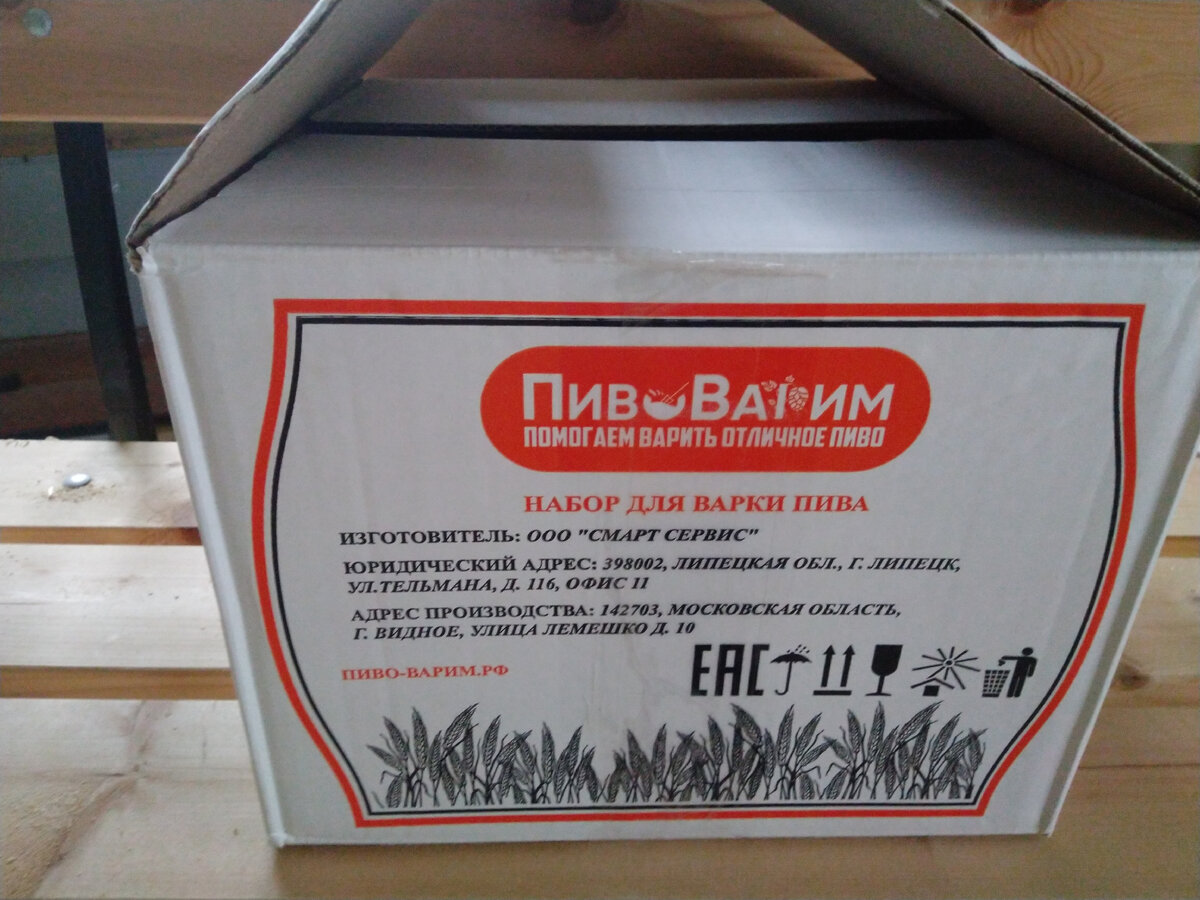 ПИВОВАРИМ
ПОМОГАЕМ ВАРИТЬ ОТЛИЧНОЕ ПИВО
НАБОР ДЛЯ ВАРКИ ПИВА
ИЗГОТОВИТЕЛЬ: ООО "СМАРТ СЕРВИС"
ЮРИДИЧЕСКИЙ АДРЕС: 398002, ЛИПЕЦКАЯ ОБЛ., Г. ЛИПЕЦК,
УЛ.ТЕЛЬМАНА, Д. 116, ОФИС 11
АДРЕС ПРОИЗВОДСТВА: 142703, МОСКОВСКАЯ ОБЛАСТЬ,
Г. ВИДНОЕ, УЛИЦА ЛЕМЕШКО Д. 10
ПИВО-ВАРИМ.РФ
EAC